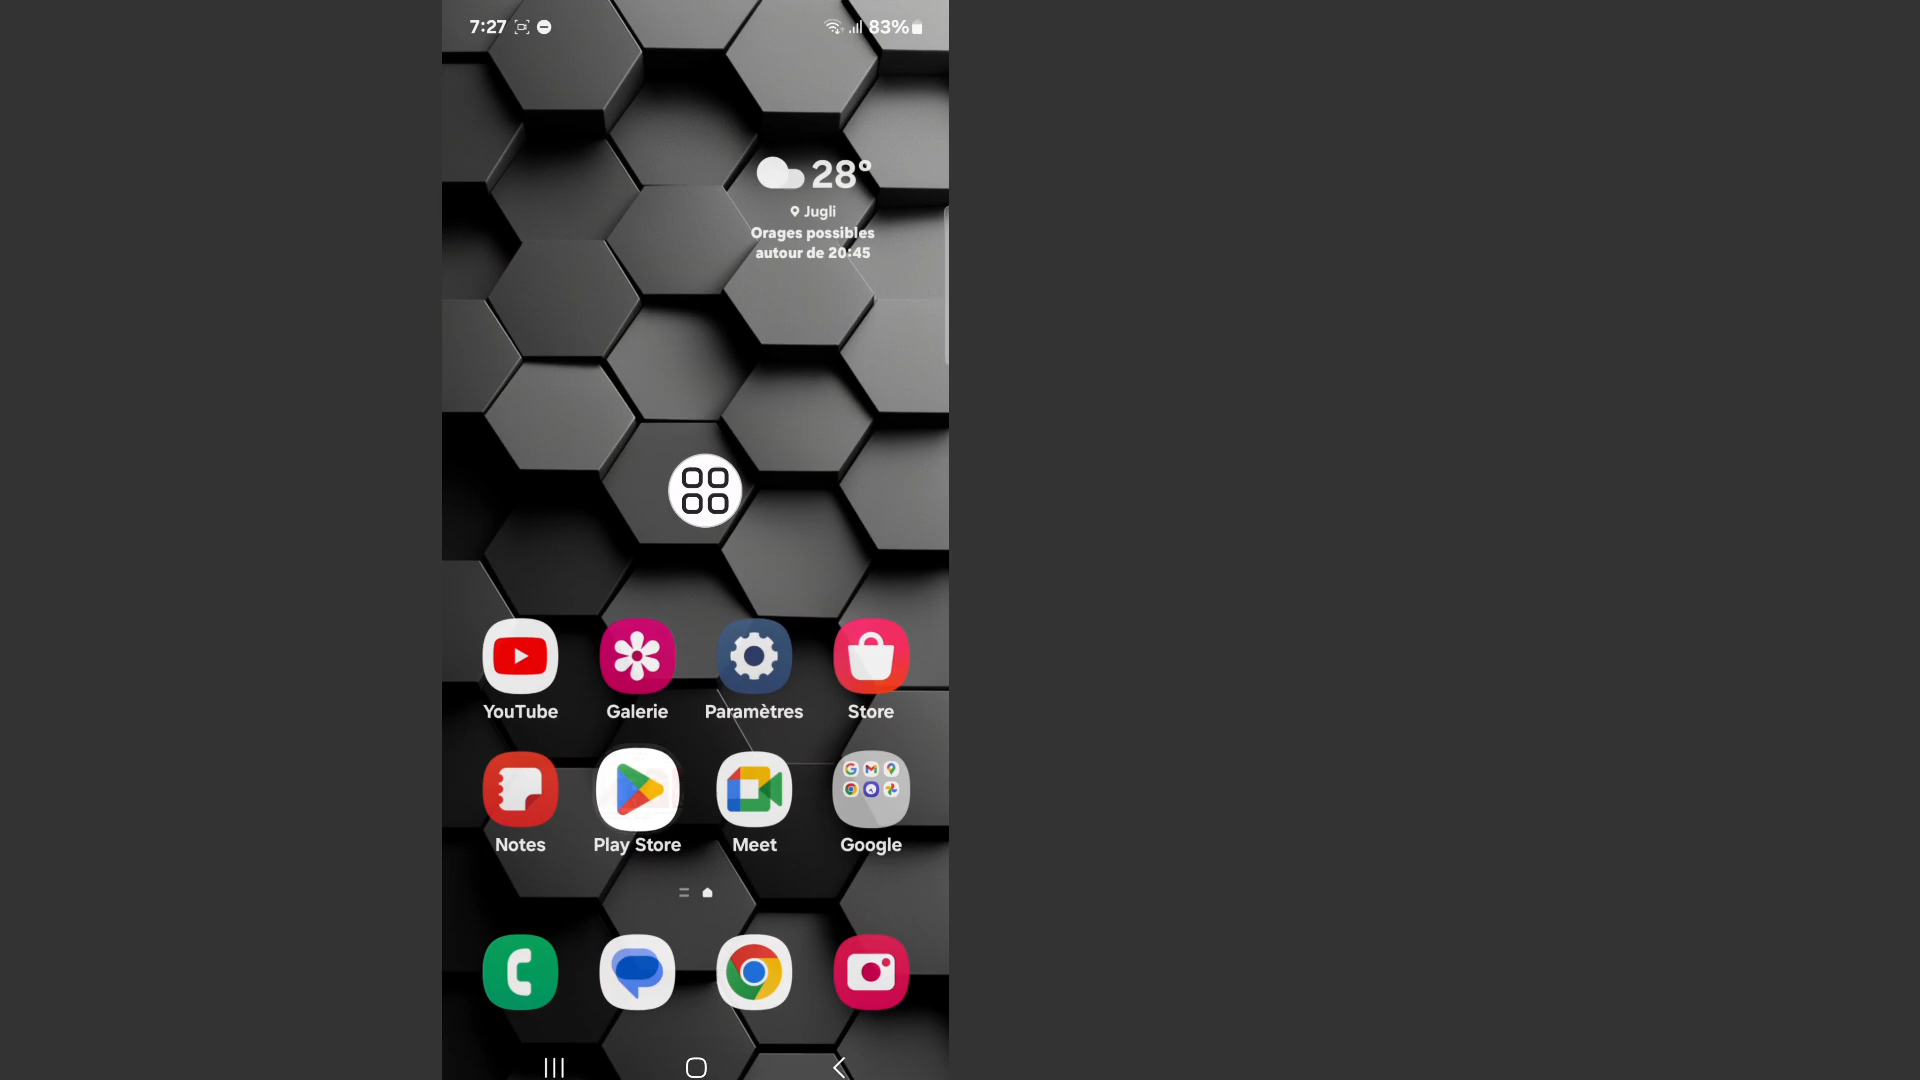 7:27
83%
28°
Jugli
Orages possibles
autour de 20:45
YouTube Galerie Paramètres Store
Notes Play Store Meet Google